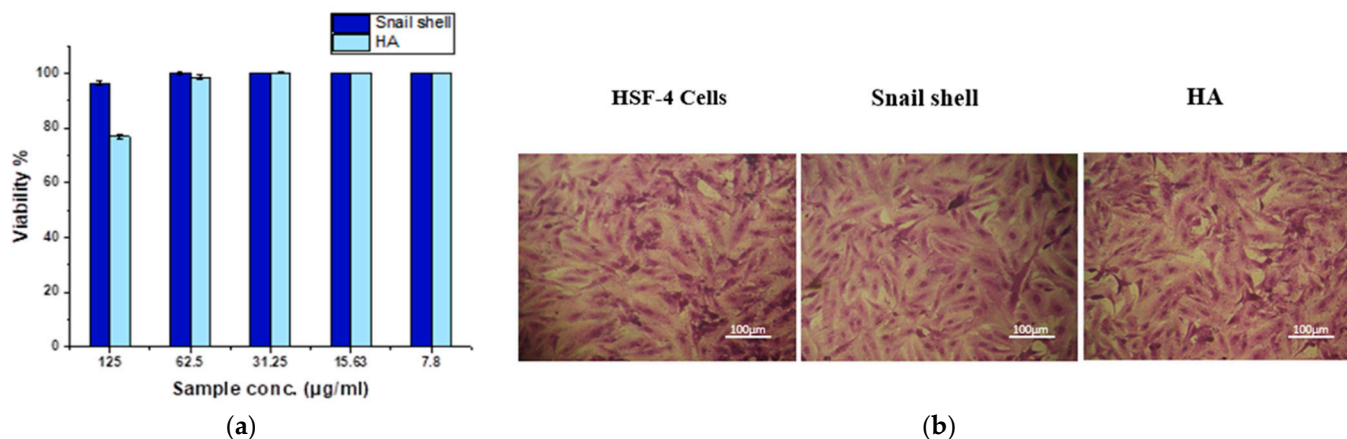 Snail shell
HA
100
80
60
40
20
0
Viability %
125 62.5 31.25 15.63 7.8
Sample conc. (µg/ml)
(a)
HSF-4 Cells Snail shell HA
100µm 100µm 100µm
(b)